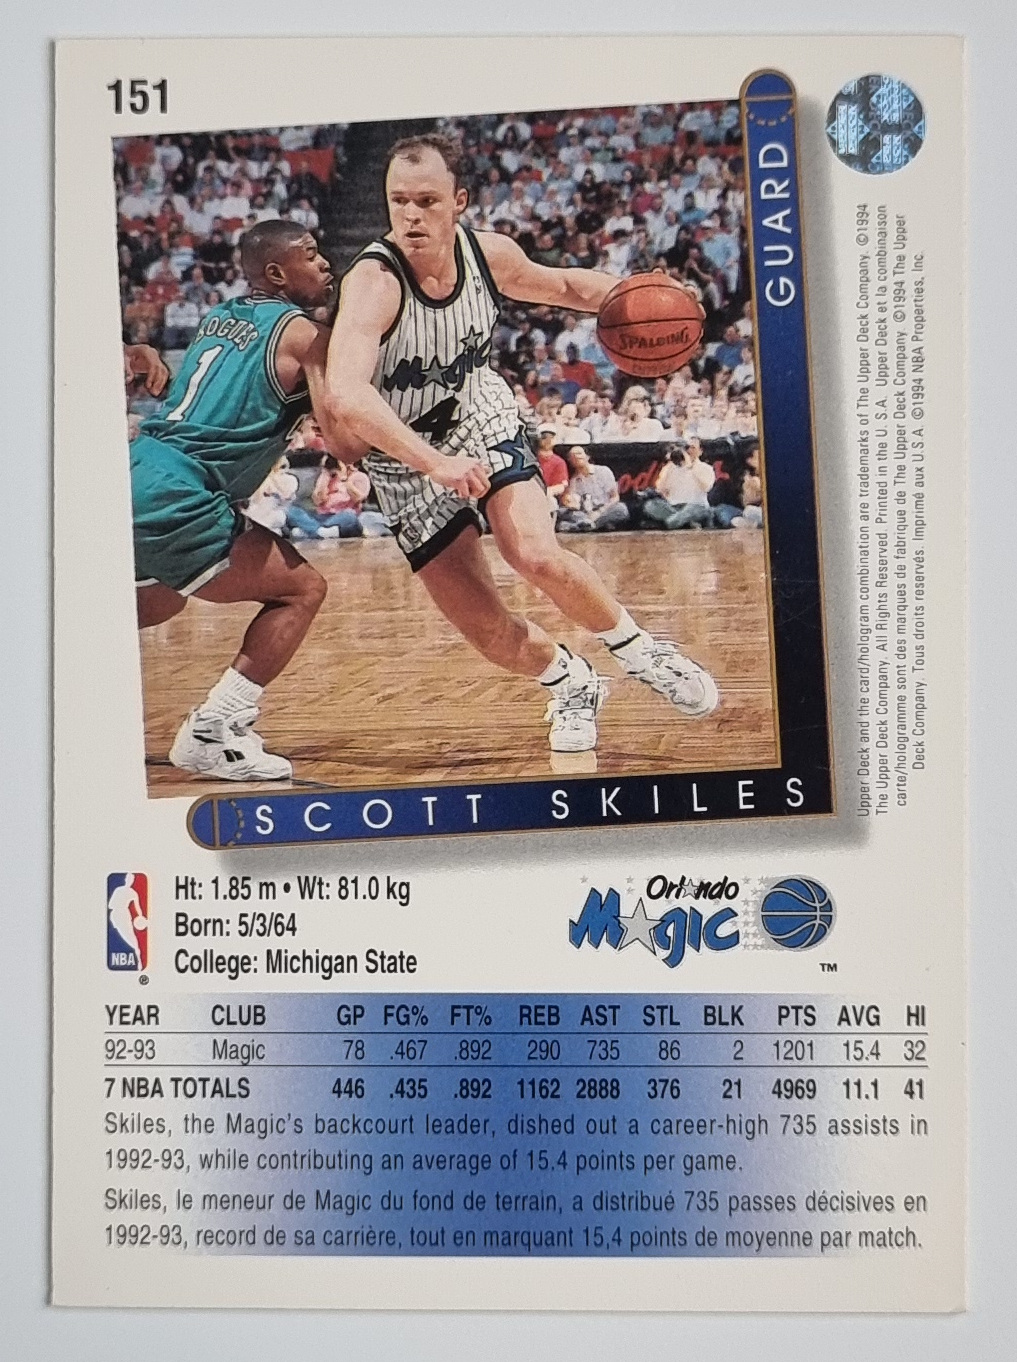 151
GUARD
BOGUES
1
SPALDING
Magic
4
SCOTT SKILES
Upper Deck and the card/hologram combination are trademarks of The Upper Deck Company. ©1994
The Upper Deck Company. All Rights Reserved. Printed in the U. S. A. Upper Deck et la combinaison
carte/hologramme sont des marques de fabrique de The Upper Deck Company. ©1994 The Upper
Deck Company. Tous droits reservés. Imprimé aux U.S.A. ©1994 NBA Properties, Inc.
NBA
®
Ht: 1.85 m • Wt: 81.0 kg
Born: 5/3/64
College: Michigan State
Orlando
Magic
TM
YEAR CLUB GP FG% FT% REB AST STL BLK PTS AVG HI
92-93 Magic 78 .467 .892 290 735 86 2 1201 15.4 32
7 NBA TOTALS 446 .435 .892 1162 2888 376 21 4969 11.1 41
Skiles, the Magic's backcourt leader, dished out a career-high 735 assists in
1992-93, while contributing an average of 15.4 points per game.
Skiles, le meneur de Magic du fond de terrain, a distribué 735 passes décisives en
1992-93, record de sa carrière, tout en marquant 15,4 points de moyenne par match.